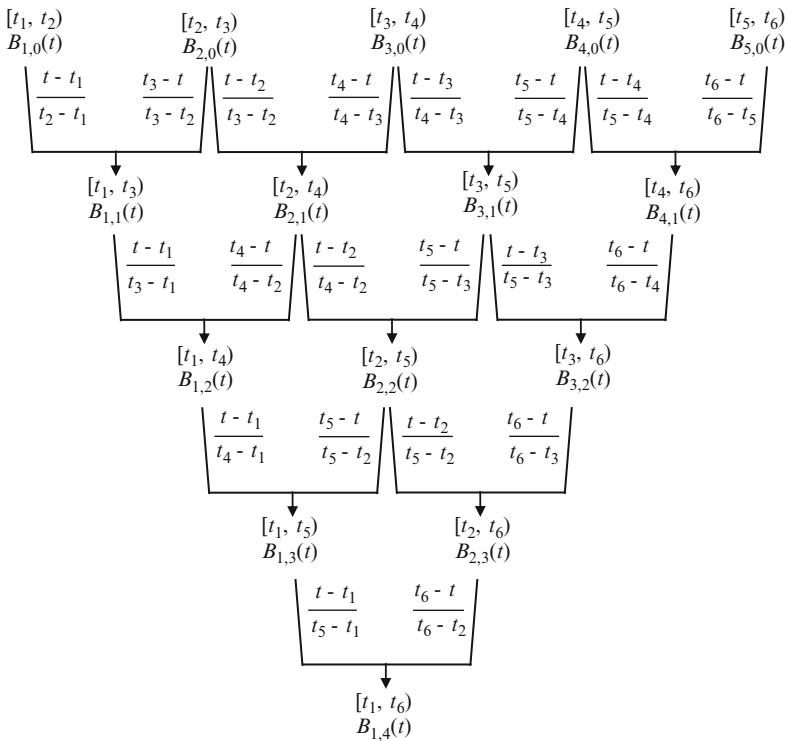 [t₁, t₂) [t₂, t₃) [t₃, t₄) [t₄, t₅) [t₅, t₆)
B₁,₀(t) B₂,₀(t) B₃,₀(t) B₄,₀(t) B₅,₀(t)
t - t₁ t₃ - t t - t₂ t₄ - t t - t₃ t₅ - t t - t₄ t₆ - t
t₂ - t₁ t₃ - t₂ t₃ - t₂ t₄ - t₃ t₄ - t₃ t₅ - t₄ t₅ - t₄ t₆ - t₅
[t₁, t₃) [t₂, t₄) [t₃, t₅) [t₄, t₆)
B₁,₁(t) B₂,₁(t) B₃,₁(t) B₄,₁(t)
t - t₁ t₄ - t t - t₂ t₅ - t t - t₃ t₆ - t
t₃ - t₁ t₄ - t₂ t₄ - t₂ t₅ - t₃ t₅ - t₃ t₆ - t₄
[t₁, t₄) [t₂, t₅) [t₃, t₆)
B₁,₂(t) B₂,₂(t) B₃,₂(t)
t - t₁ t₅ - t t - t₂ t₆ - t
t₄ - t₁ t₅ - t₂ t₅ - t₂ t₆ - t₃
[t₁, t₅) [t₂, t₆)
B₁,₃(t) B₂,₃(t)
t - t₁ t₆ - t
t₅ - t₁ t₆ - t₂
[t₁, t₆)
B₁,₄(t)